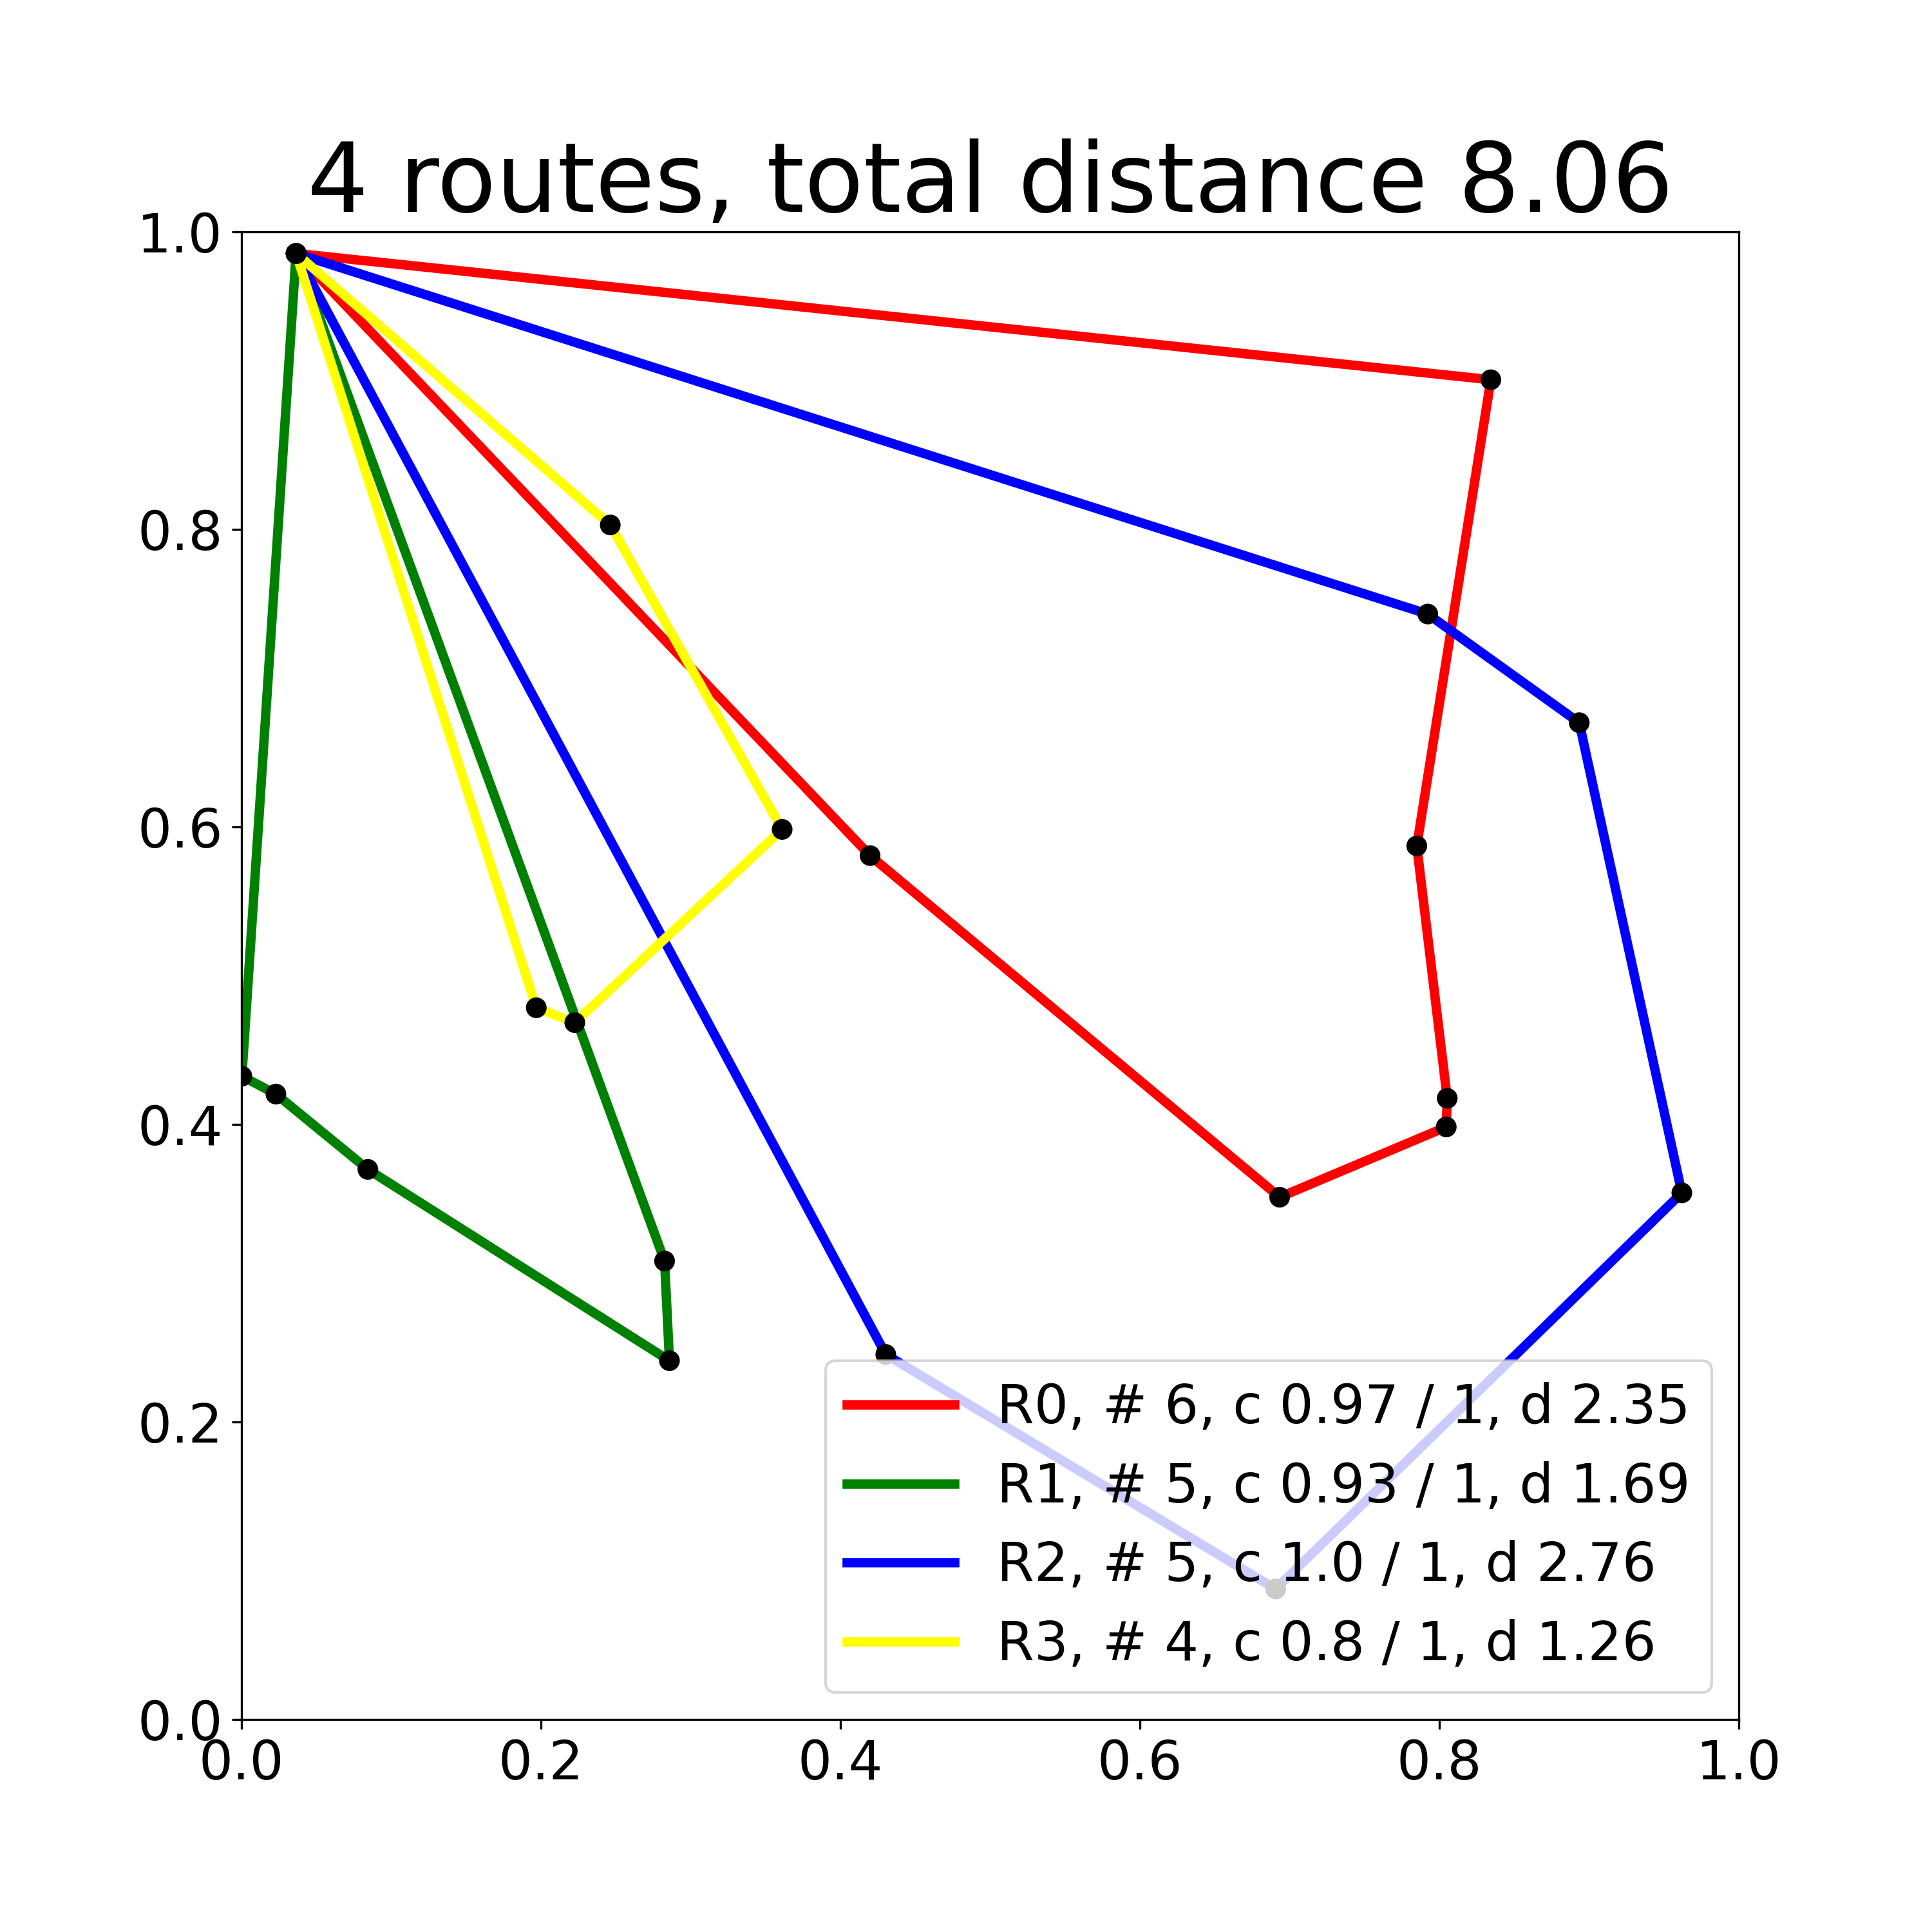 4 routes, total distance 8.06
1.0
0.8
0.6
0.4
0.2
0.0
R0, # 6, c 0.97 / 1, d 2.35
R1, # 5, c 0.93 / 1, d 1.69
R2, # 5, c 1.0 / 1, d 2.76
R3, # 4, c 0.8 / 1, d 1.26
0.0 0.2 0.4 0.6 0.8 1.0